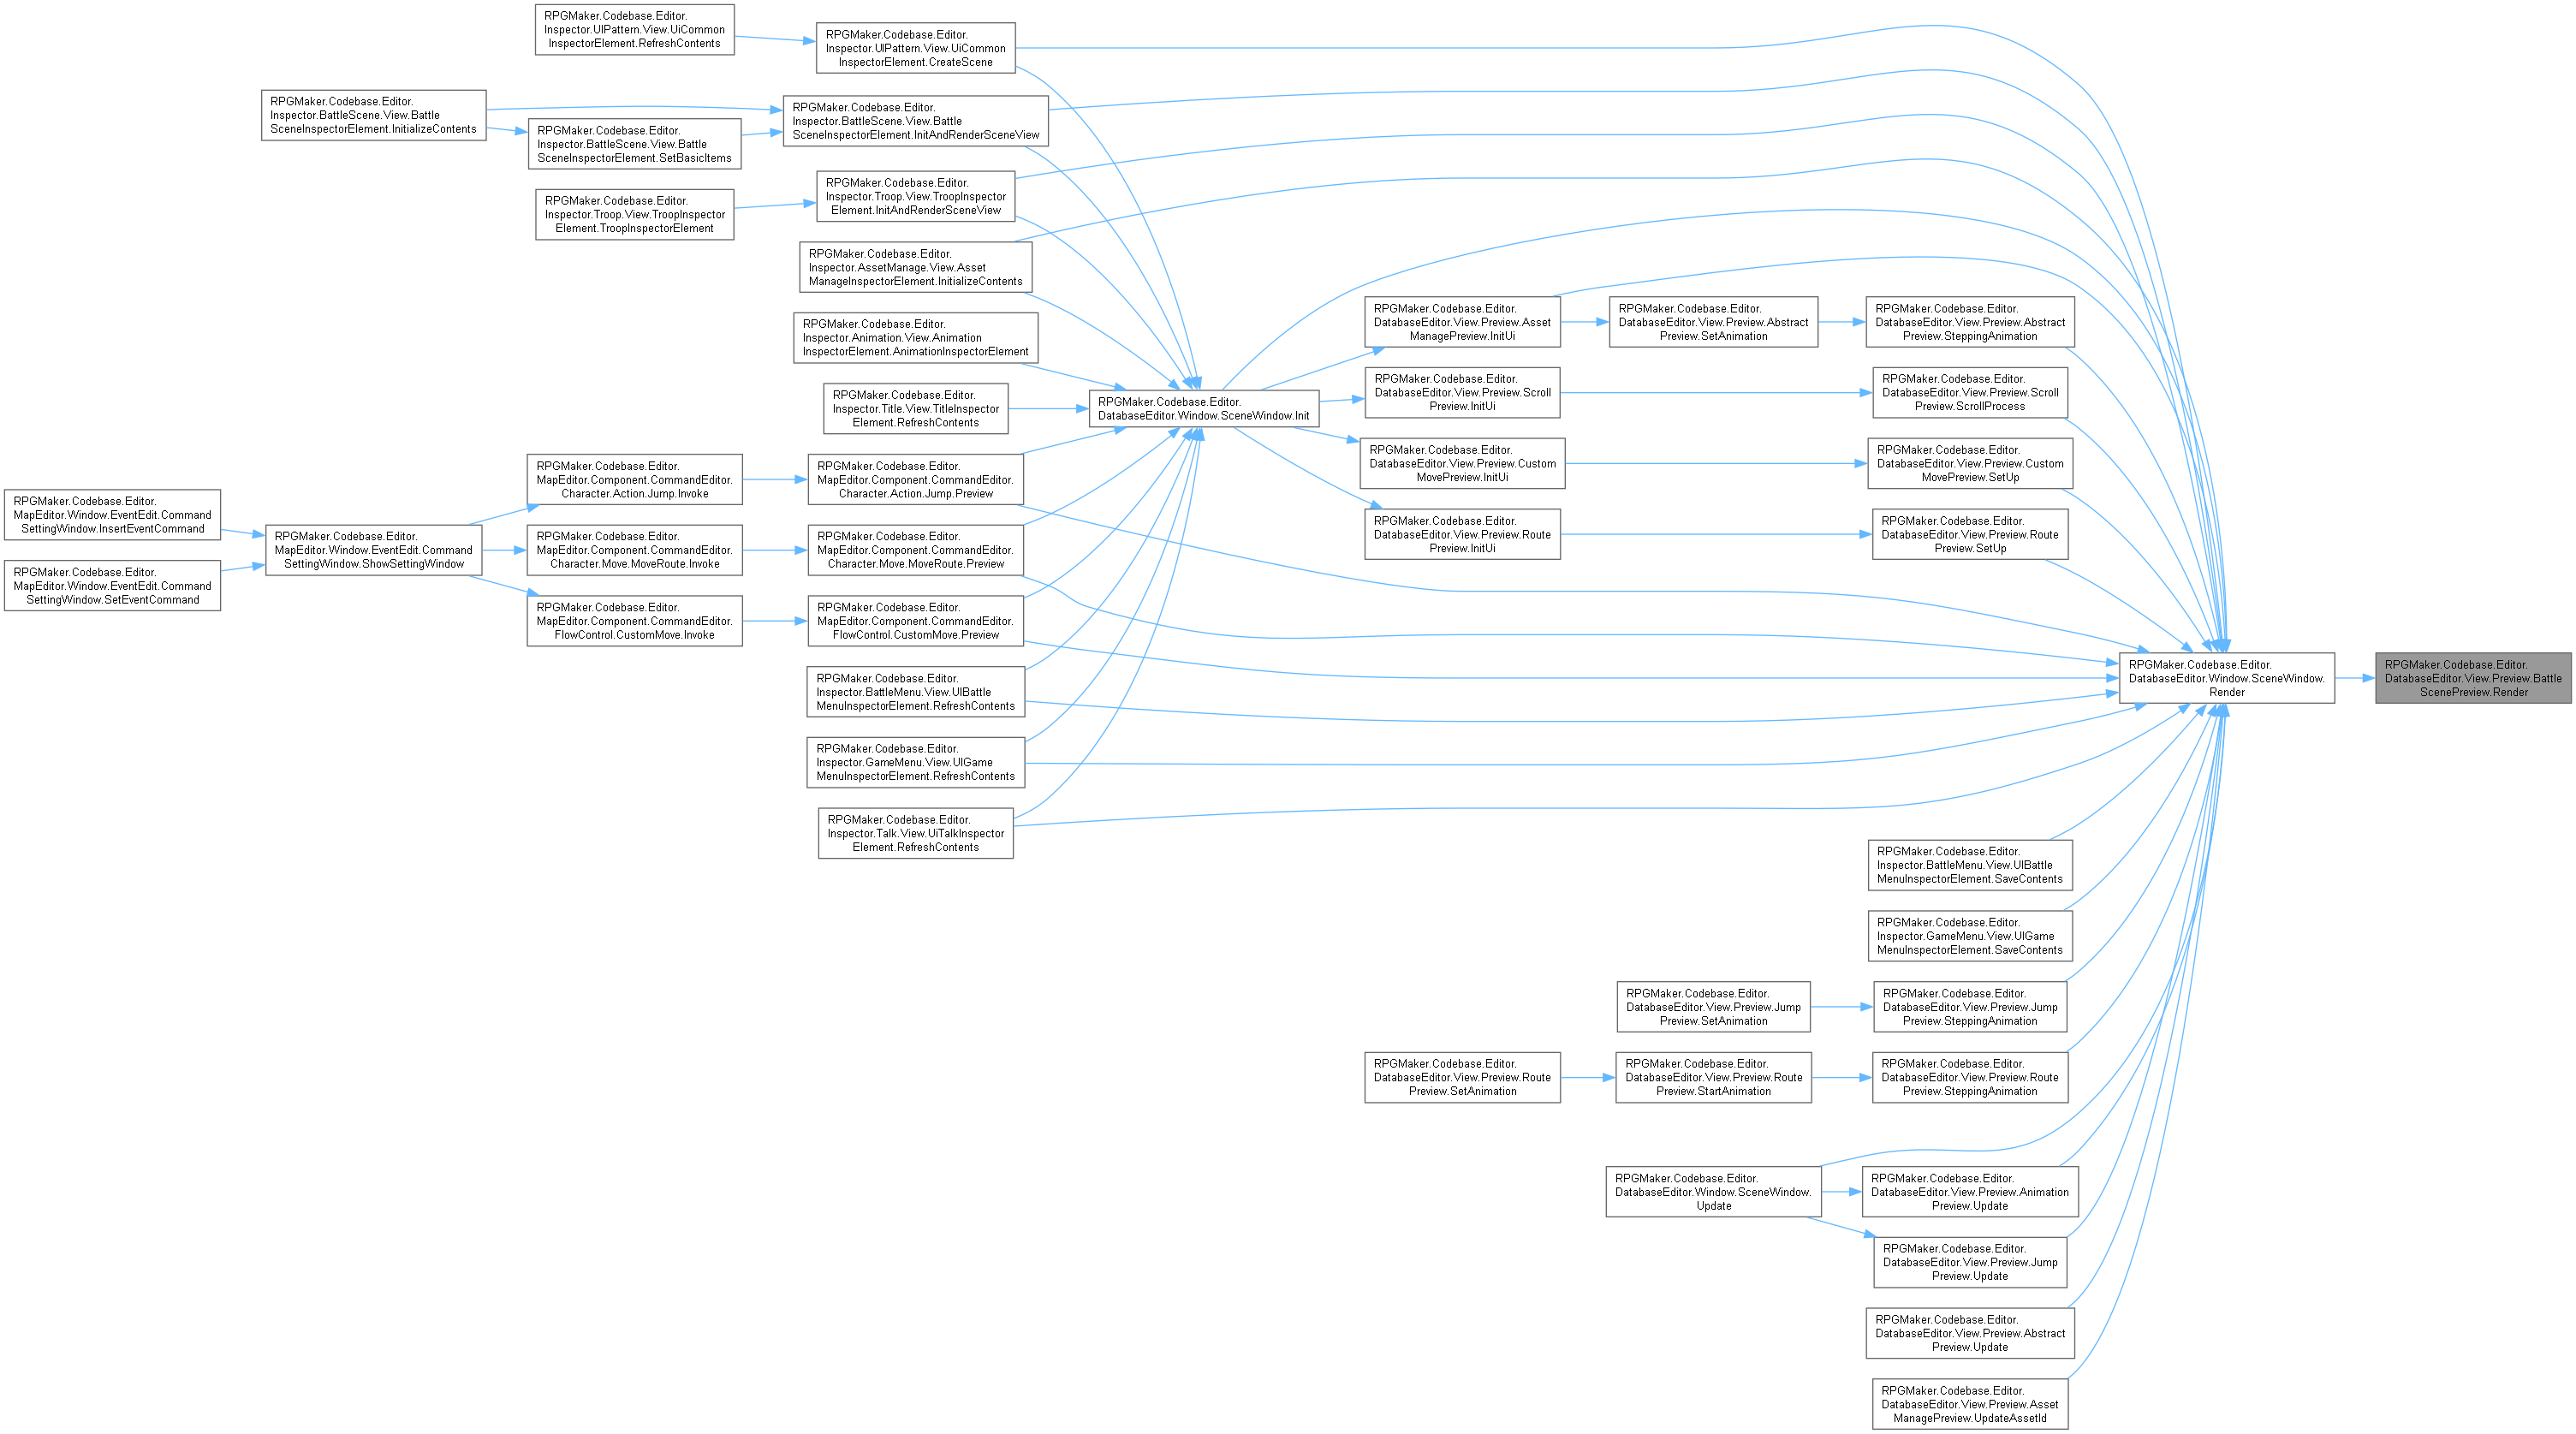 RPGMaker.Codebase.Editor.
Inspector.UIPattern.View.UiCommon
InspectorElement.RefreshContents
RPGMaker.Codebase.Editor.
Inspector.UIPattern.View.UiCommon
InspectorElement.CreateScene
RPGMaker.Codebase.Editor.
Inspector.BattleScene.View.Battle
SceneInspectorElement.InitializeContents
RPGMaker.Codebase.Editor.
Inspector.BattleScene.View.Battle
SceneInspectorElement.SetBasicItems
RPGMaker.Codebase.Editor.
Inspector.BattleScene.View.Battle
SceneInspectorElement.InitAndRenderSceneView
RPGMaker.Codebase.Editor.
Inspector.Troop.View.TroopInspector
Element.TroopInspectorElement
RPGMaker.Codebase.Editor.
Inspector.Troop.View.TroopInspector
Element.InitAndRenderSceneView
RPGMaker.Codebase.Editor.
Inspector.AssetManage.View.Asset
ManageInspectorElement.InitializeContents
RPGMaker.Codebase.Editor.
Inspector.Animation.View.Animation
InspectorElement.AnimationInspectorElement
RPGMaker.Codebase.Editor.
Inspector.Title.View.TitleInspector
Element.RefreshContents
RPGMaker.Codebase.Editor.
DatabaseEditor.Window.SceneWindow.Init
RPGMaker.Codebase.Editor.
DatabaseEditor.View.Preview.Asset
ManagePreview.InitUi
RPGMaker.Codebase.Editor.
DatabaseEditor.View.Preview.Abstract
Preview.SetAnimation
RPGMaker.Codebase.Editor.
DatabaseEditor.View.Preview.Abstract
Preview.SteppingAnimation
RPGMaker.Codebase.Editor.
DatabaseEditor.View.Preview.Scroll
Preview.InitUi
RPGMaker.Codebase.Editor.
DatabaseEditor.View.Preview.Scroll
Preview.ScrollProcess
RPGMaker.Codebase.Editor.
DatabaseEditor.View.Preview.Custom
MovePreview.InitUi
RPGMaker.Codebase.Editor.
DatabaseEditor.View.Preview.Custom
MovePreview.SetUp
RPGMaker.Codebase.Editor.
DatabaseEditor.View.Preview.Route
Preview.InitUi
RPGMaker.Codebase.Editor.
DatabaseEditor.View.Preview.Route
Preview.SetUp
RPGMaker.Codebase.Editor.
MapEditor.Window.EventEdit.Command
SettingWindow.InsertEventCommand
RPGMaker.Codebase.Editor.
MapEditor.Window.EventEdit.Command
SettingWindow.SetEventCommand
RPGMaker.Codebase.Editor.
MapEditor.Window.EventEdit.Command
SettingWindow.ShowSettingWindow
RPGMaker.Codebase.Editor.
MapEditor.Component.CommandEditor.
Character.Action.Jump.Invoke
RPGMaker.Codebase.Editor.
MapEditor.Component.CommandEditor.
Character.Action.Jump.Preview
RPGMaker.Codebase.Editor.
MapEditor.Component.CommandEditor.
Character.Move.MoveRoute.Invoke
RPGMaker.Codebase.Editor.
MapEditor.Component.CommandEditor.
Character.Move.MoveRoute.Preview
RPGMaker.Codebase.Editor.
MapEditor.Component.CommandEditor.
FlowControl.CustomMove.Invoke
RPGMaker.Codebase.Editor.
MapEditor.Component.CommandEditor.
FlowControl.CustomMove.Preview
RPGMaker.Codebase.Editor.
Inspector.BattleMenu.View.UIBattle
MenuInspectorElement.RefreshContents
RPGMaker.Codebase.Editor.
Inspector.GameMenu.View.UIGame
MenuInspectorElement.RefreshContents
RPGMaker.Codebase.Editor.
Inspector.Talk.View.UiTalkInspector
Element.RefreshContents
RPGMaker.Codebase.Editor.
DatabaseEditor.Window.SceneWindow.
Render
RPGMaker.Codebase.Editor.
DatabaseEditor.View.Preview.Battle
ScenePreview.Render
RPGMaker.Codebase.Editor.
Inspector.BattleMenu.View.UIBattle
MenuInspectorElement.SaveContents
RPGMaker.Codebase.Editor.
Inspector.GameMenu.View.UIGame
MenuInspectorElement.SaveContents
RPGMaker.Codebase.Editor.
DatabaseEditor.View.Preview.Jump
Preview.SetAnimation
RPGMaker.Codebase.Editor.
DatabaseEditor.View.Preview.Jump
Preview.SteppingAnimation
RPGMaker.Codebase.Editor.
DatabaseEditor.View.Preview.Route
Preview.SetAnimation
RPGMaker.Codebase.Editor.
DatabaseEditor.View.Preview.Route
Preview.StartAnimation
RPGMaker.Codebase.Editor.
DatabaseEditor.View.Preview.Route
Preview.SteppingAnimation
RPGMaker.Codebase.Editor.
DatabaseEditor.Window.SceneWindow.
Update
RPGMaker.Codebase.Editor.
DatabaseEditor.View.Preview.Animation
Preview.Update
RPGMaker.Codebase.Editor.
DatabaseEditor.View.Preview.Jump
Preview.Update
RPGMaker.Codebase.Editor.
DatabaseEditor.View.Preview.Abstract
Preview.Update
RPGMaker.Codebase.Editor.
DatabaseEditor.View.Preview.Asset
ManagePreview.UpdateAssetId